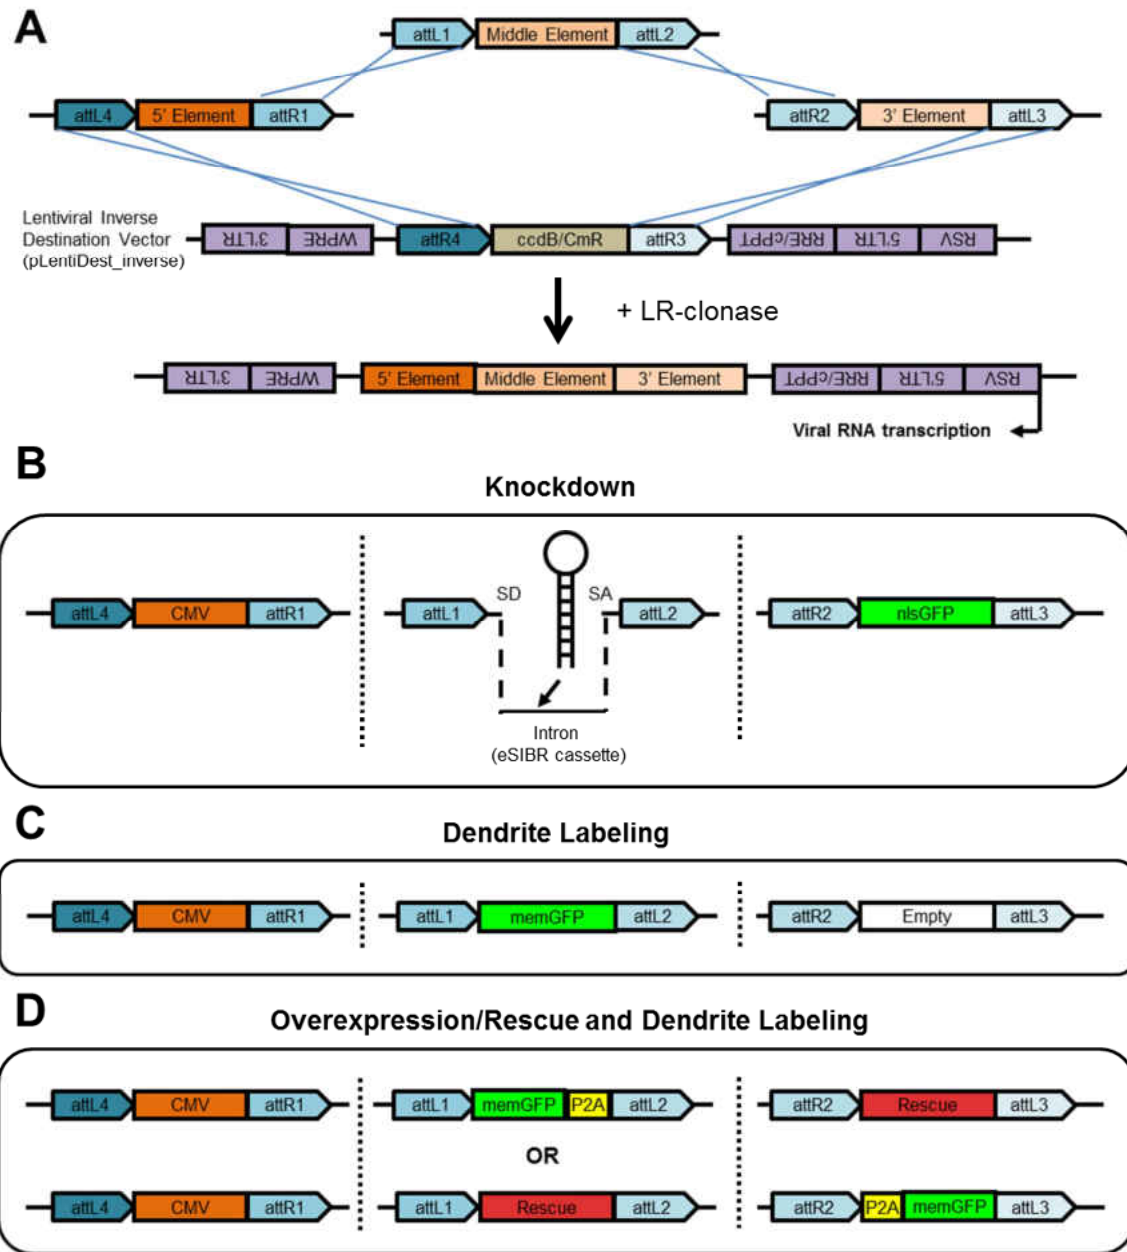 A
attL1 Middle Element attL2
attL4 5' Element attR1
attR2 3' Element attL3
Lentiviral Inverse
Destination Vector
(pLentiDest_inverse)
3'LTR WPRE attR4 ccdB/CmR attR3 RRE/cPPT 5'LTR RSV
+ LR-clonase
3'LTR WPRE 5' Element Middle Element 3' Element RRE/cPPT 5'LTR RSV
Viral RNA transcription
B
Knockdown
attL4 CMV attR1
attL1 SD SA attL2
attR2 nlsGFP attL3
Intron
(eSIBR cassette)
C
Dendrite Labeling
attL4 CMV attR1
attL1 memGFP attL2
attR2 Empty attL3
D
Overexpression/Rescue and Dendrite Labeling
attL4 CMV attR1
attL1 memGFP P2A attL2
attR2 Rescue attL3
OR
attL4 CMV attR1
attL1 Rescue attL2
attR2 P2A memGFP attL3